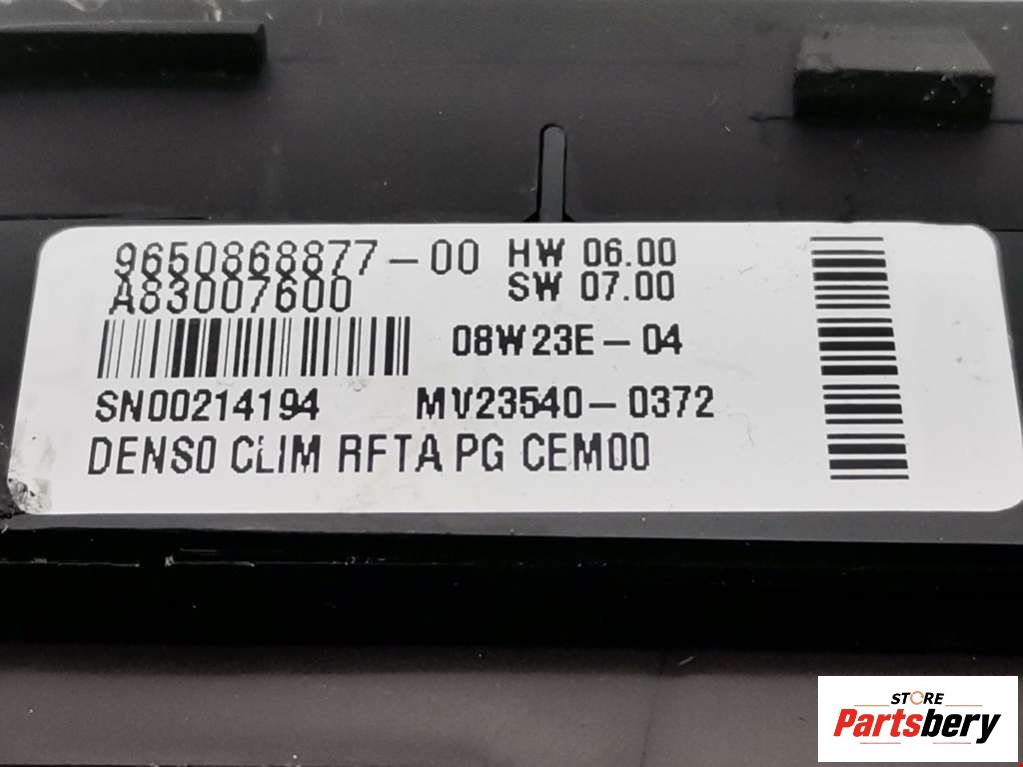 9650868877-00 HW 06.00
A83007600 SW 07.00
08W23E-04
SN00214194 MV23540-0372
DENSO CLIM RFTA PG CEM00
STORE
Partsbery